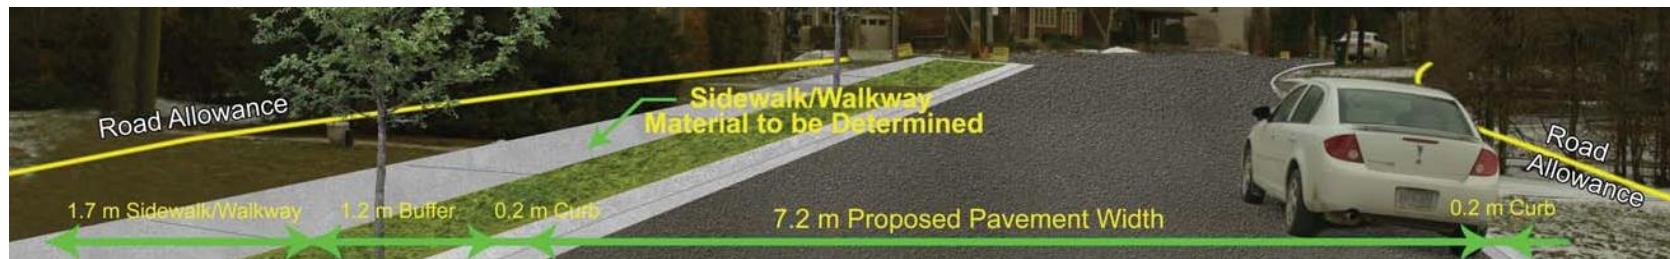 Road Allowance
Sidewalk/Walkway
Material to be Determined
Road
Allowance
1.7 m Sidewalk/Walkway
1.2 m Buffer
0.2 m Curb
7.2 m Proposed Pavement Width
0.2 m Curb